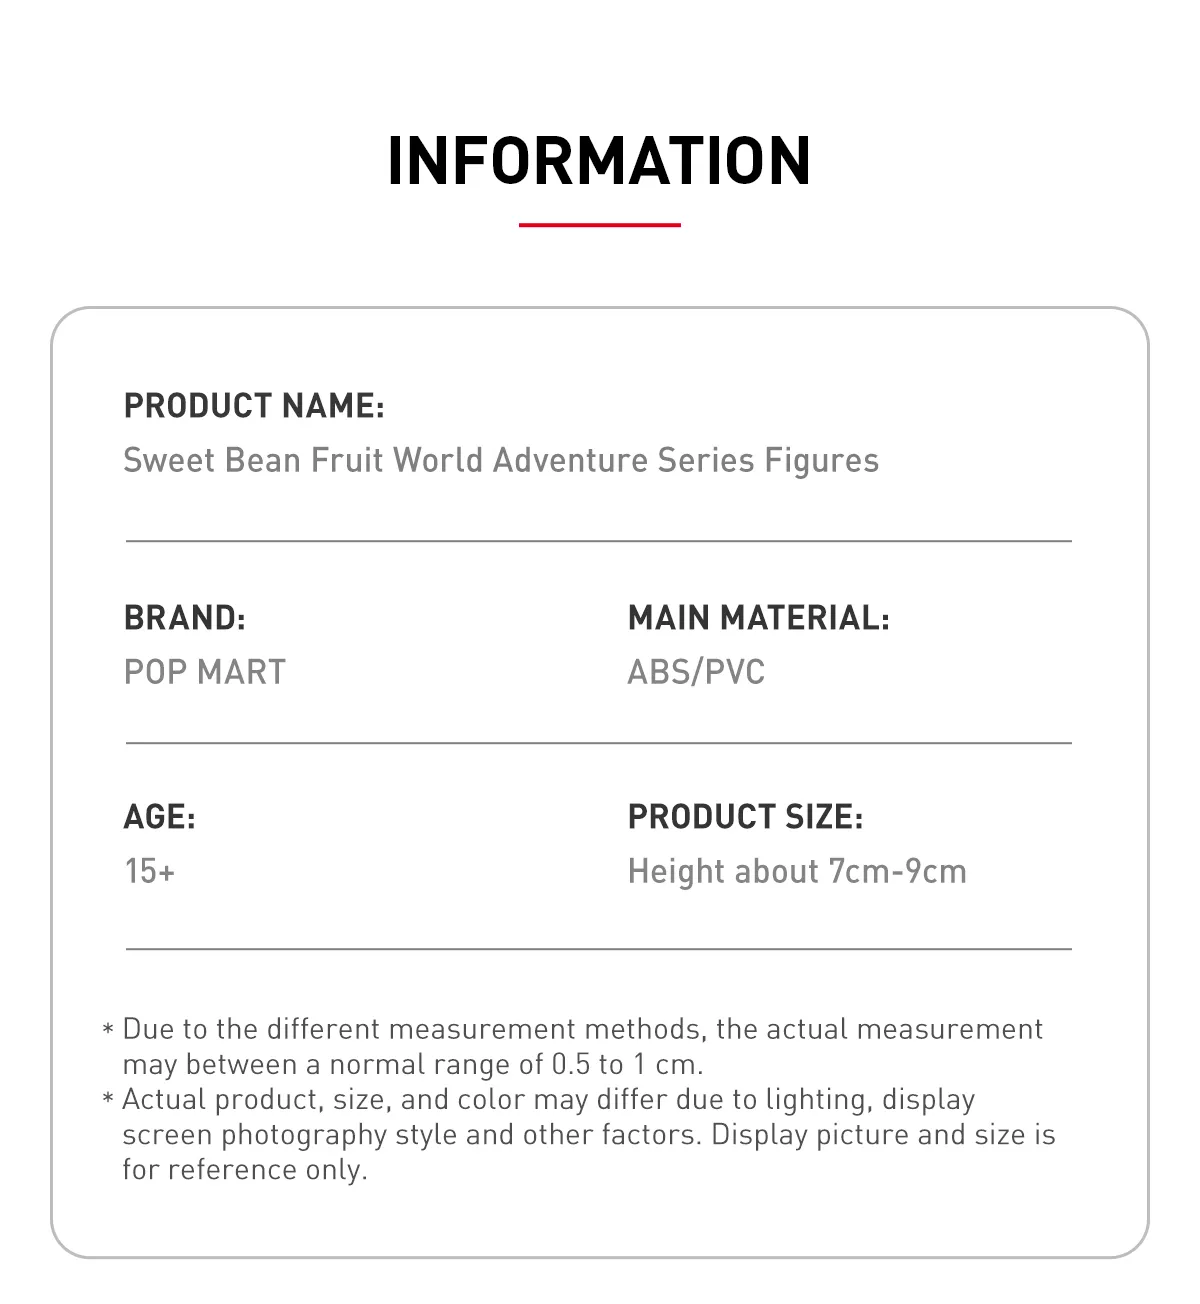 INFORMATION
PRODUCT NAME:
Sweet Bean Fruit World Adventure Series Figures
BRAND:
POP MART
MAIN MATERIAL:
ABS/PVC
AGE:
15+
PRODUCT SIZE:
Height about 7cm-9cm
* Due to the different measurement methods, the actual measurement
may between a normal range of 0.5 to 1 cm.
* Actual product, size, and color may differ due to lighting, display
screen photography style and other factors. Display picture and size is
for reference only.